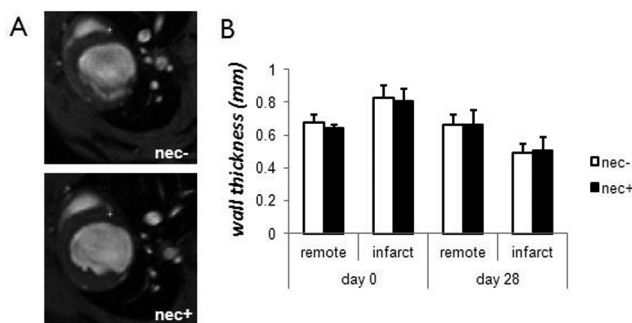 A
nec-
nec+
B
wall thickness (mm)
1
0.8
0.6
0.4
0.2
0
remote
infarct
remote
infarct
day 0
day 28
nec-
nec+